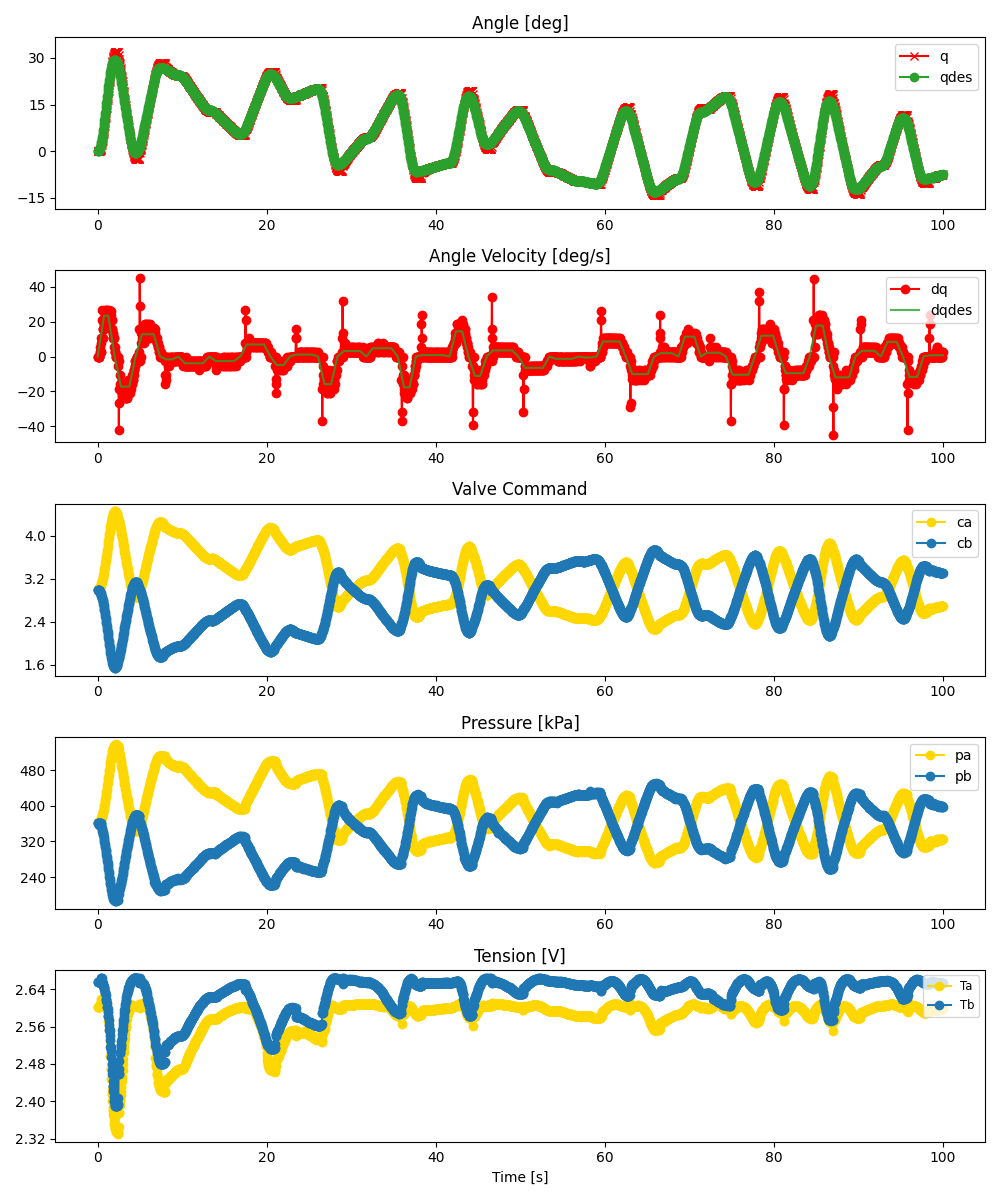 Angle [deg]
30
15
0
−15
q
qdes
0 20 40 60 80 100
Angle Velocity [deg/s]
40
20
0
−20
−40
dq
dqdes
0 20 40 60 80 100
Valve Command
4.0
3.2
2.4
1.6
ca
cb
0 20 40 60 80 100
Pressure [kPa]
480
400
320
240
pa
pb
0 20 40 60 80 100
Tension [V]
2.64
2.56
2.48
2.40
2.32
Ta
Tb
0 20 40 60 80 100
Time [s]